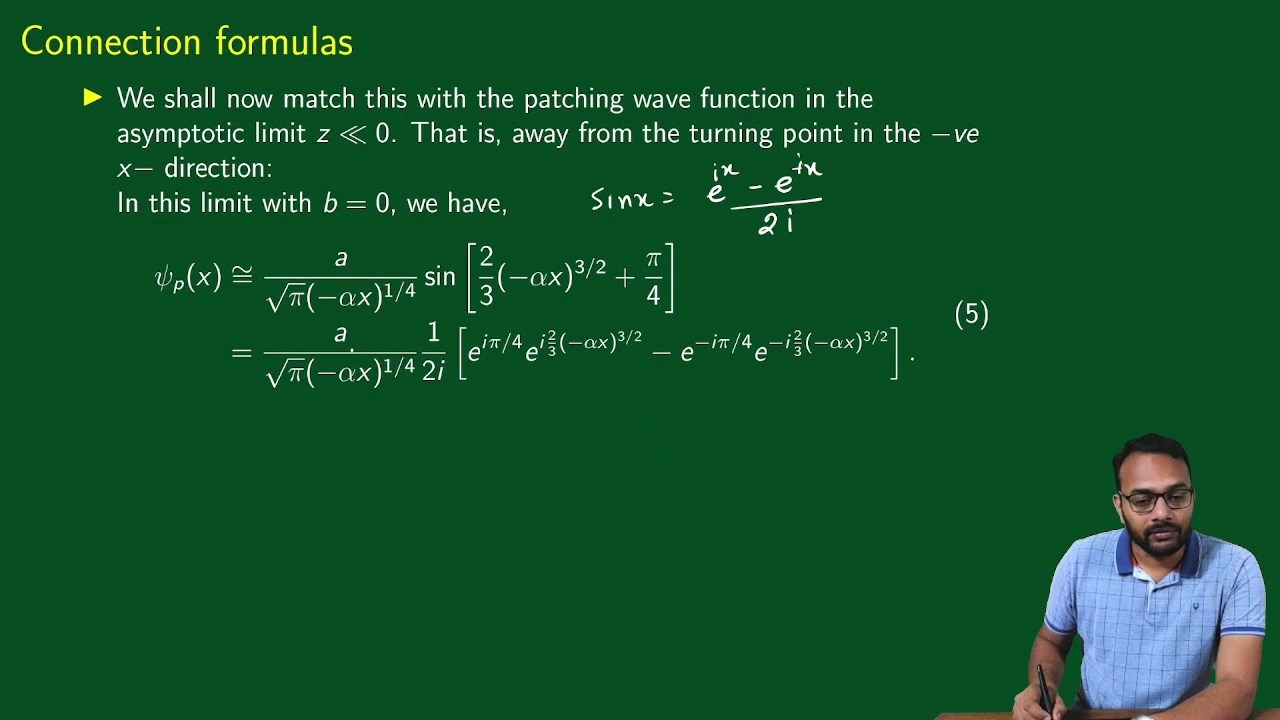 Connection formulas
▶ We shall now match this with the patching wave function in the
asymptotic limit z ≪ 0. That is, away from the turning point in the −ve
x− direction:
In this limit with b = 0, we have,
sinx = (e^{ix} − e^{ix})/(2i)
ψ_p(x) ≅ a/(√π(−αx)^{1/4}) sin[2/3(−αx)^{3/2} + π/4]
= a/(√π(−αx)^{1/4}) 1/(2i) [e^{iπ/4}e^{i2/3(−αx)^{3/2}} − e^{−iπ/4}e^{−i2/3(−αx)^{3/2}}].
(5)